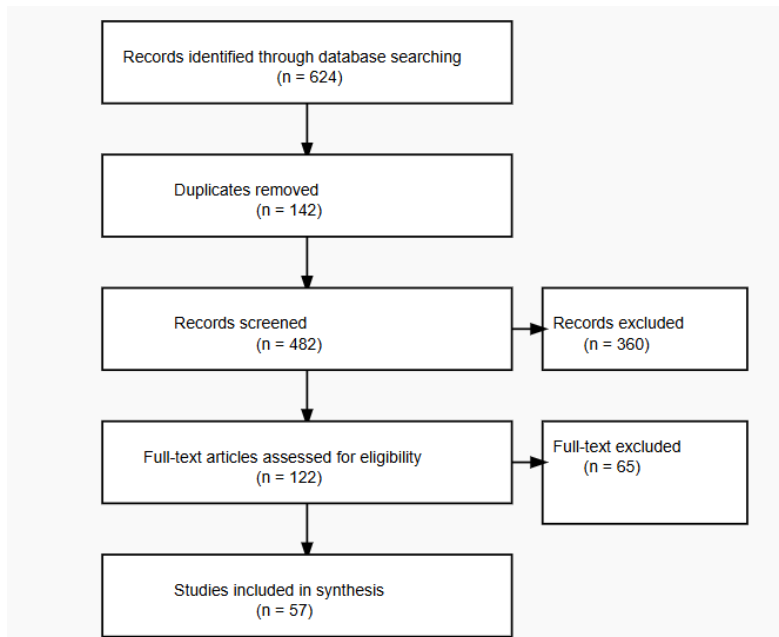 Records identified through database searching
(n = 624)
Duplicates removed
(n = 142)
Records screened
(n = 482)
Records excluded
(n = 360)
Full-text articles assessed for eligibility
(n = 122)
Full-text excluded
(n = 65)
Studies included in synthesis
(n = 57)